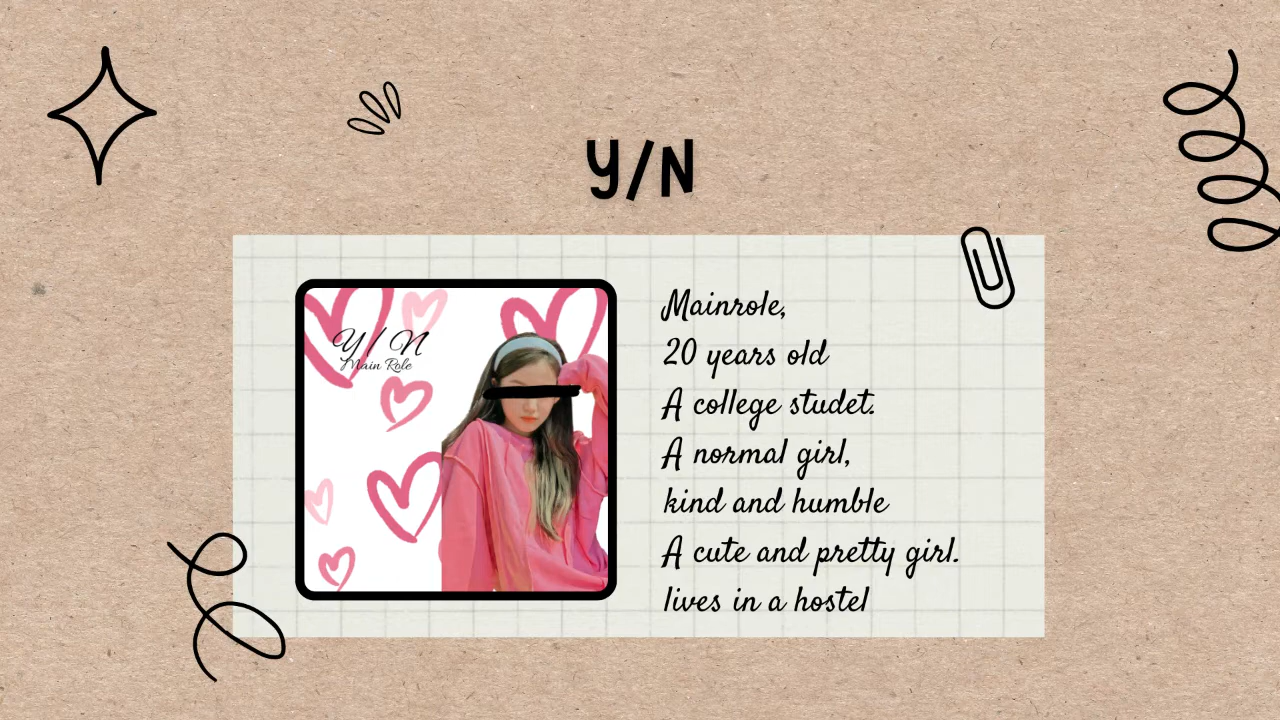 Y/N
Y/N
Main Role
Mainrole,
20 years old
A college studet.
A normal girl,
kind and humble
A cute and pretty girl.
lives in a hostel